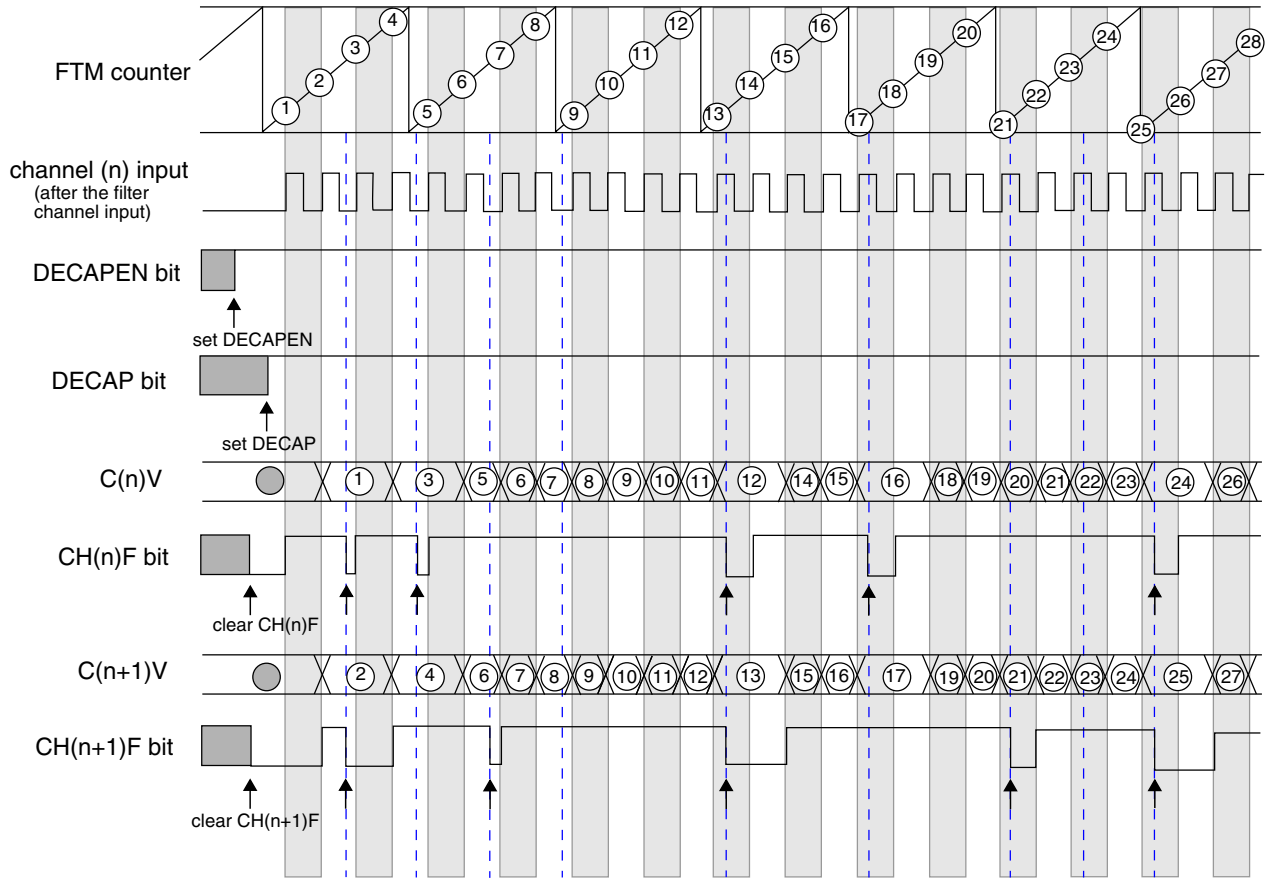 4 8 12 16 20 24 28
3 7 11 15 19 23 27
FTM counter
2 6 10 14 18 22 26
1 5 9 13 17 21 25
channel (n) input
(after the filter
channel input)
DECAPEN bit
set DECAPEN
DECAP bit
set DECAP
C(n)V 1 3 5 6 7 8 9 10 11 12 14 15 16 18 19 20 21 22 23 24 26
CH(n)F bit
clear CH(n)F
C(n+1)V 2 4 6 7 8 9 10 11 12 13 15 16 17 19 20 21 22 23 24 25 27
CH(n+1)F bit
clear CH(n+1)F